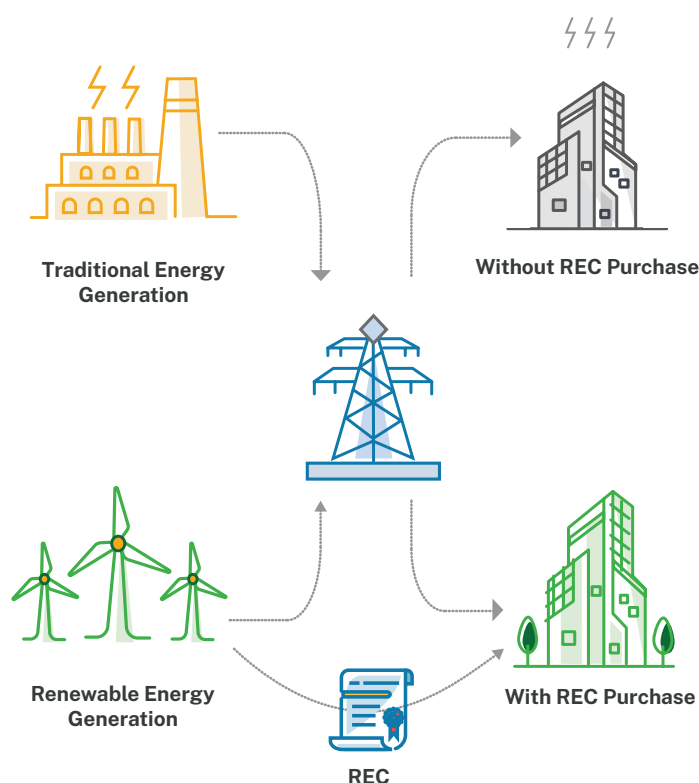 Traditional Energy
Generation
Without REC Purchase
Renewable Energy
Generation
With REC Purchase
REC